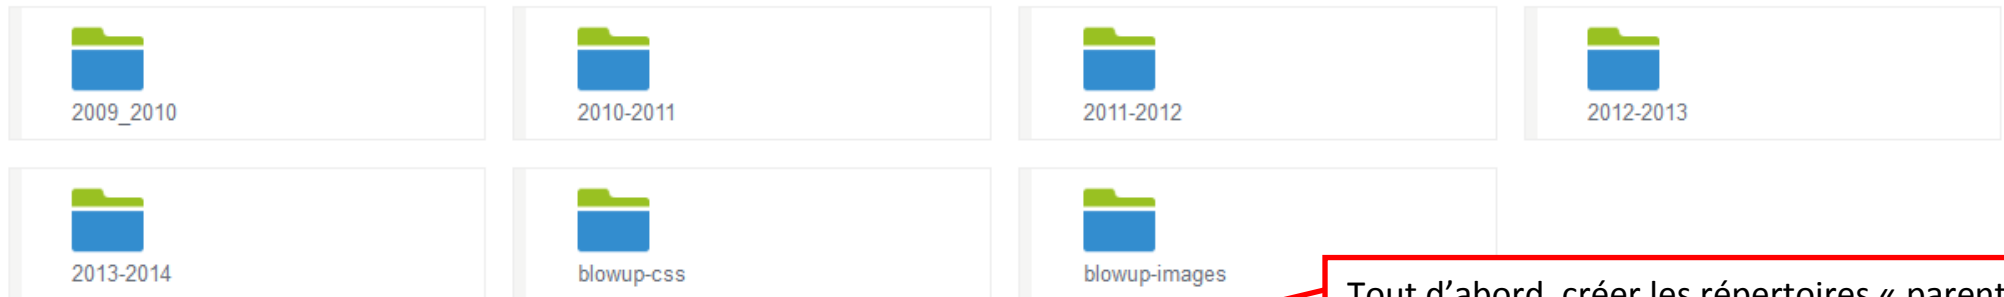 2009_2010
2010-2011
2011-2012
2012-2013
2013-2014
blowup-css
blowup-images
Tout d’abord, créer les répertoires « parent